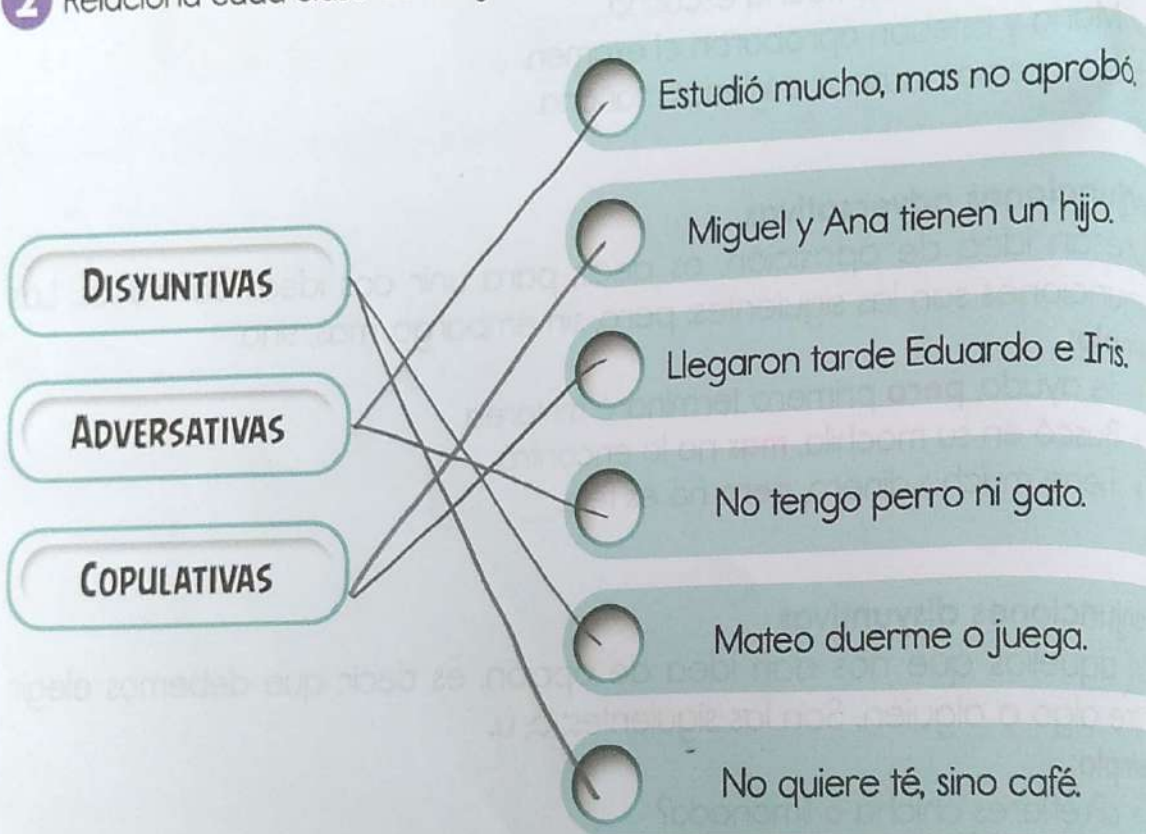 2
Estudió mucho, mas no aprobó.
Miguel y Ana tienen un hijo.
DISYUNTIVAS
Llegaron tarde Eduardo e Iris.
ADVERSATIVAS
No tengo perro ni gato.
COPULATIVAS
Mateo duerme o juega.
No quiere té, sino café.